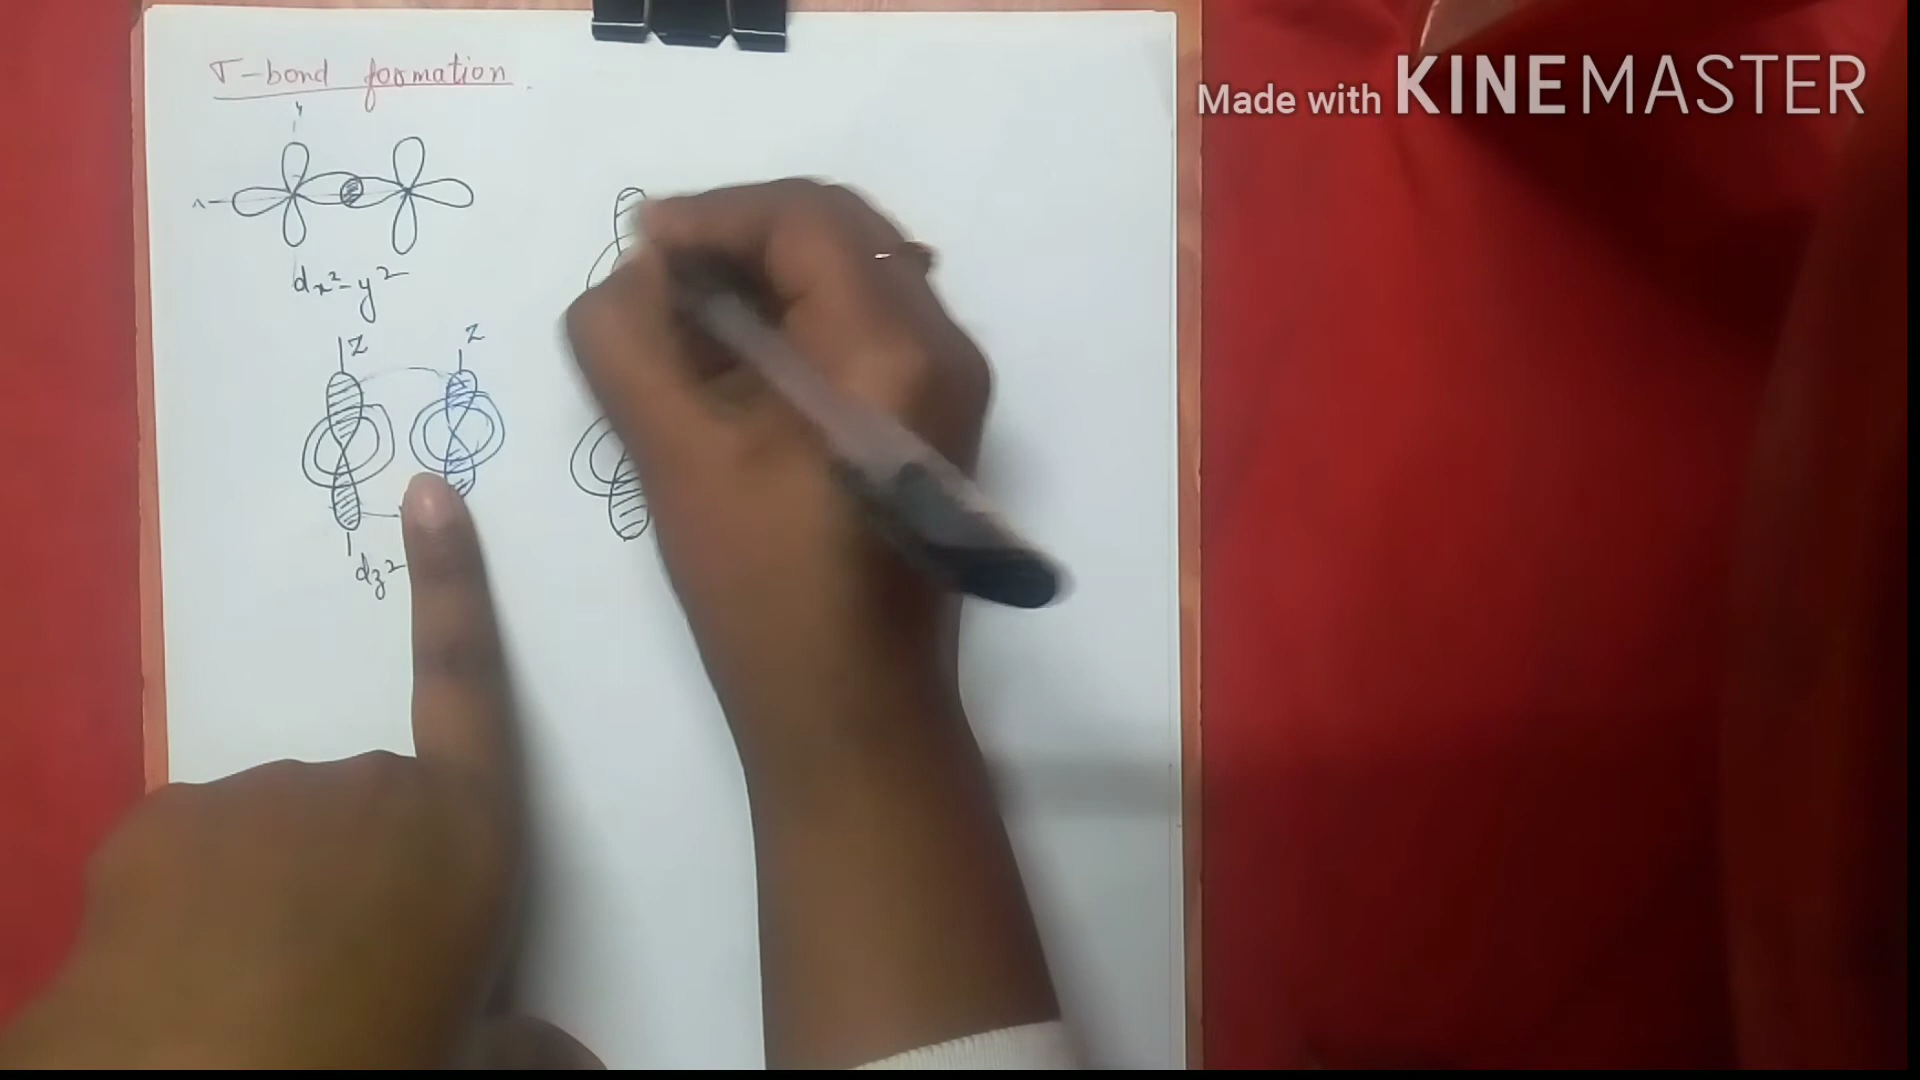 Made with KINEMASTER
σ-bond formation
y
dx²-y²
Z
Z
dz²